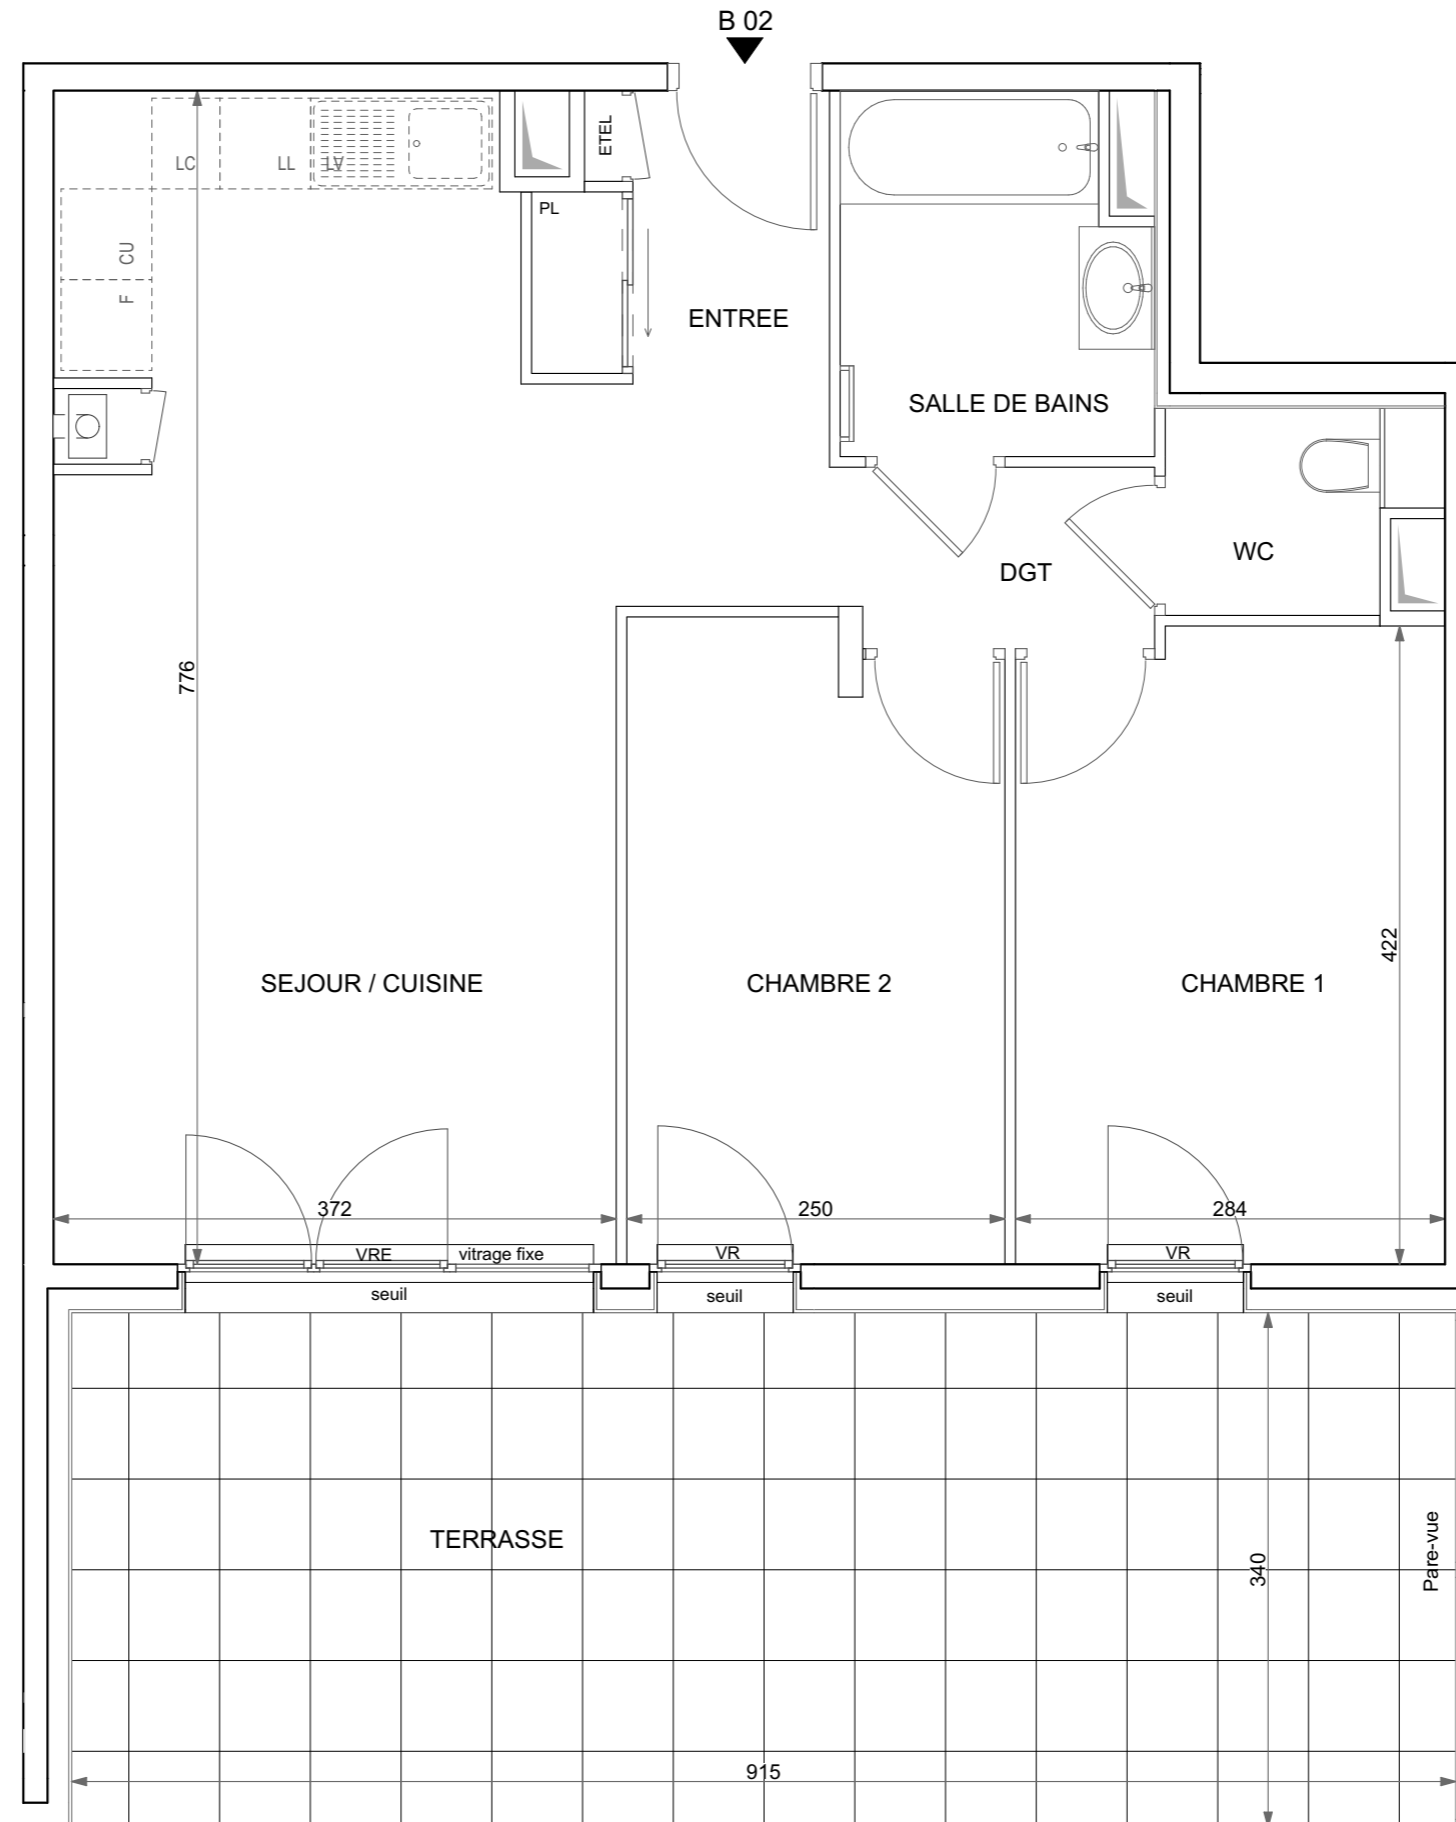 B 02
ETEL
LC
LL
LV
PL
CU
F
ENTREE
SALLE DE BAINS
WC
DGT
776
422
SEJOUR / CUISINE
CHAMBRE 2
CHAMBRE 1
372
250
284
VRE
vitrage fixe
VR
VR
seuil
seuil
seuil
TERRASSE
340
Pare-vue
915